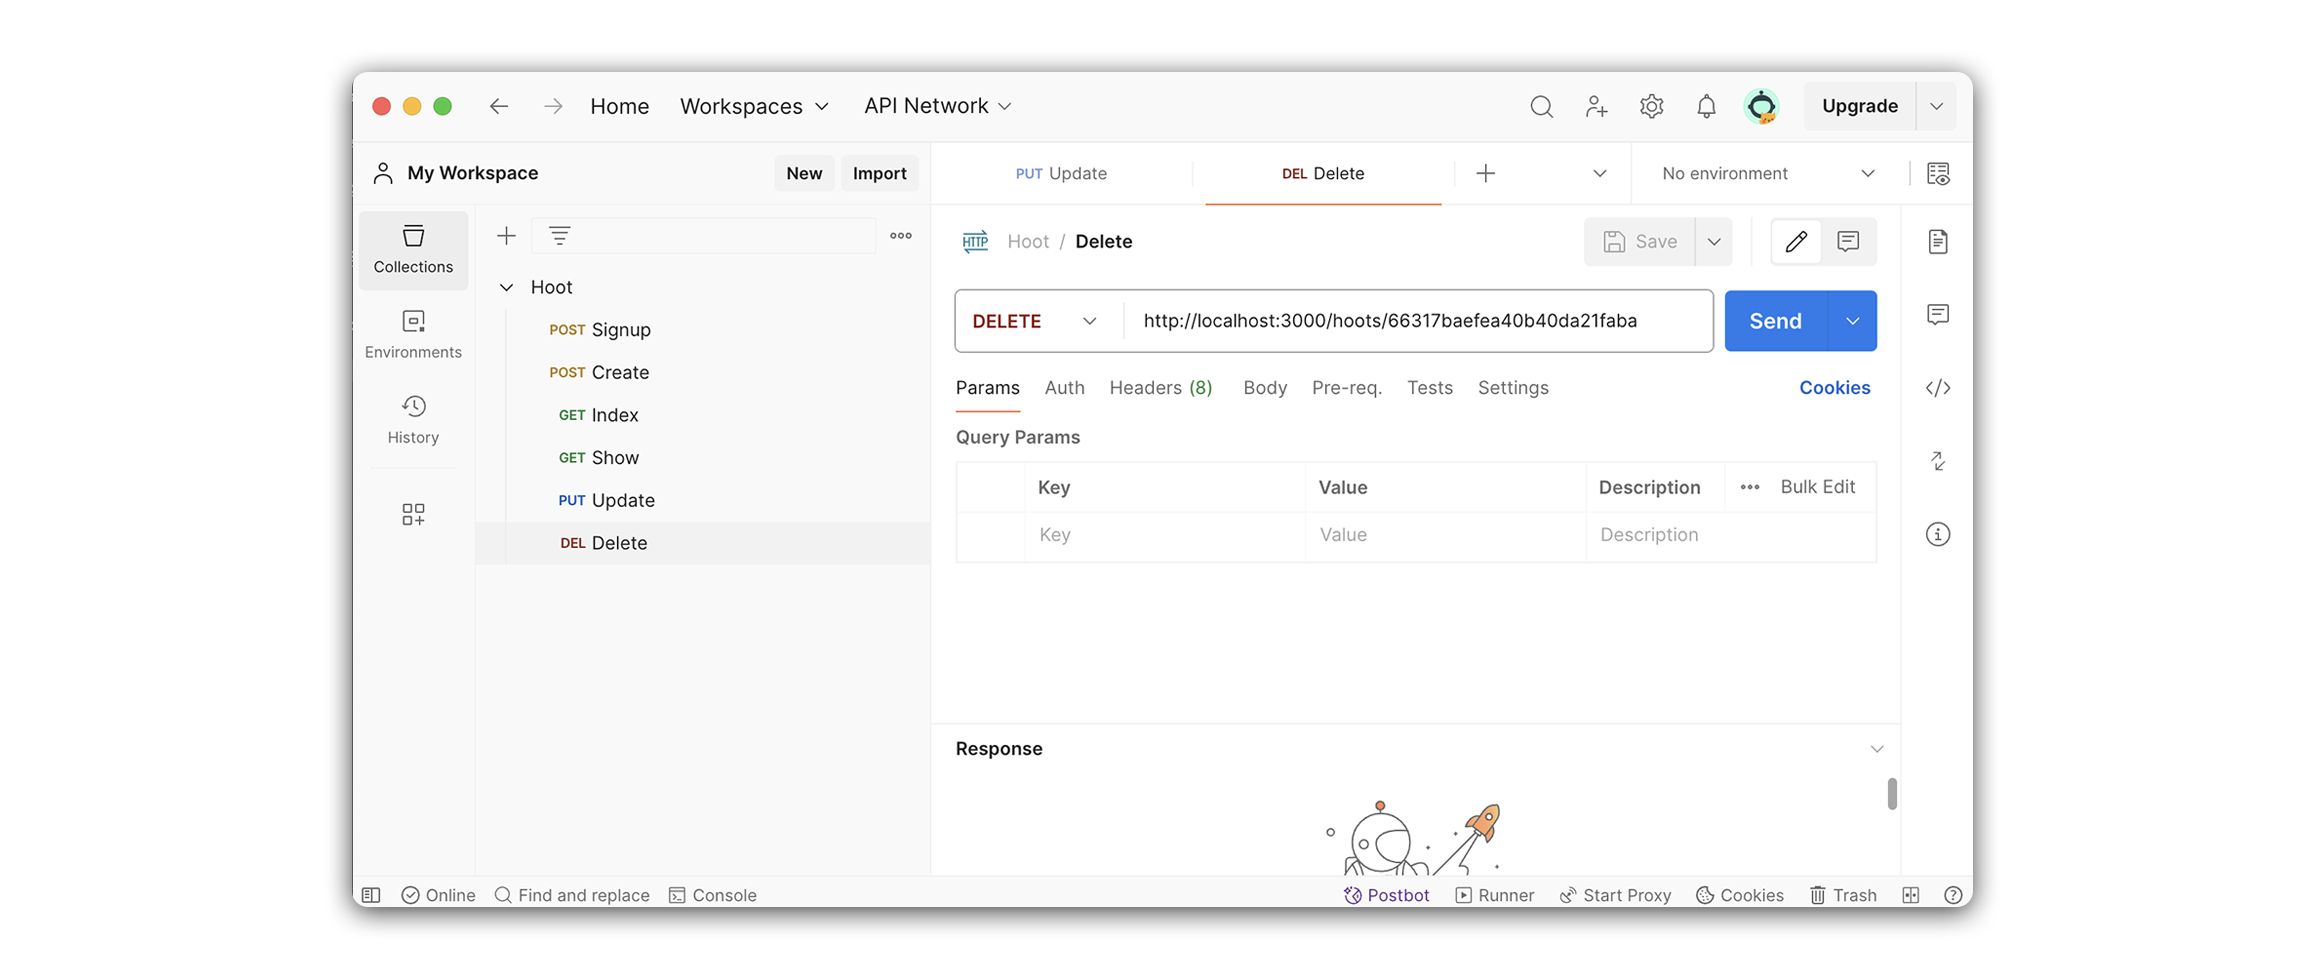 Home Workspaces API Network Upgrade
My Workspace New Import PUT Update DEL Delete No environment
Collections
Environments
History
Hoot
POST Signup
POST Create
GET Index
GET Show
PUT Update
DEL Delete
HTTP Hoot / Delete Save
DELETE http://localhost:3000/hoots/66317baefea40b40da21faba Send
Params Auth Headers (8) Body Pre-req. Tests Settings Cookies
Query Params
Key Value Description Bulk Edit
Key Value Description
Response
Online Find and replace Console Postbot Runner Start Proxy Cookies Trash